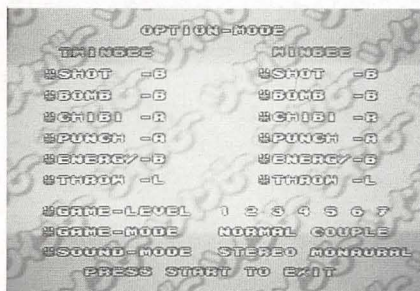 OPTION-MODE
TWINBEE WINBEE
SHOT -B SHOT -B
BOMB -B BOMB -B
CHIBI -A CHIBI -A
PUNCH -A PUNCH -A
ENERGY-B ENERGY-B
THROW -L THROW -L
GAME-LEVEL 1 2 3 4 5 6 7
GAME-MODE NORMAL COUPLE
SOUND-MODE STEREO MONAURAL
PRESS START TO EXIT